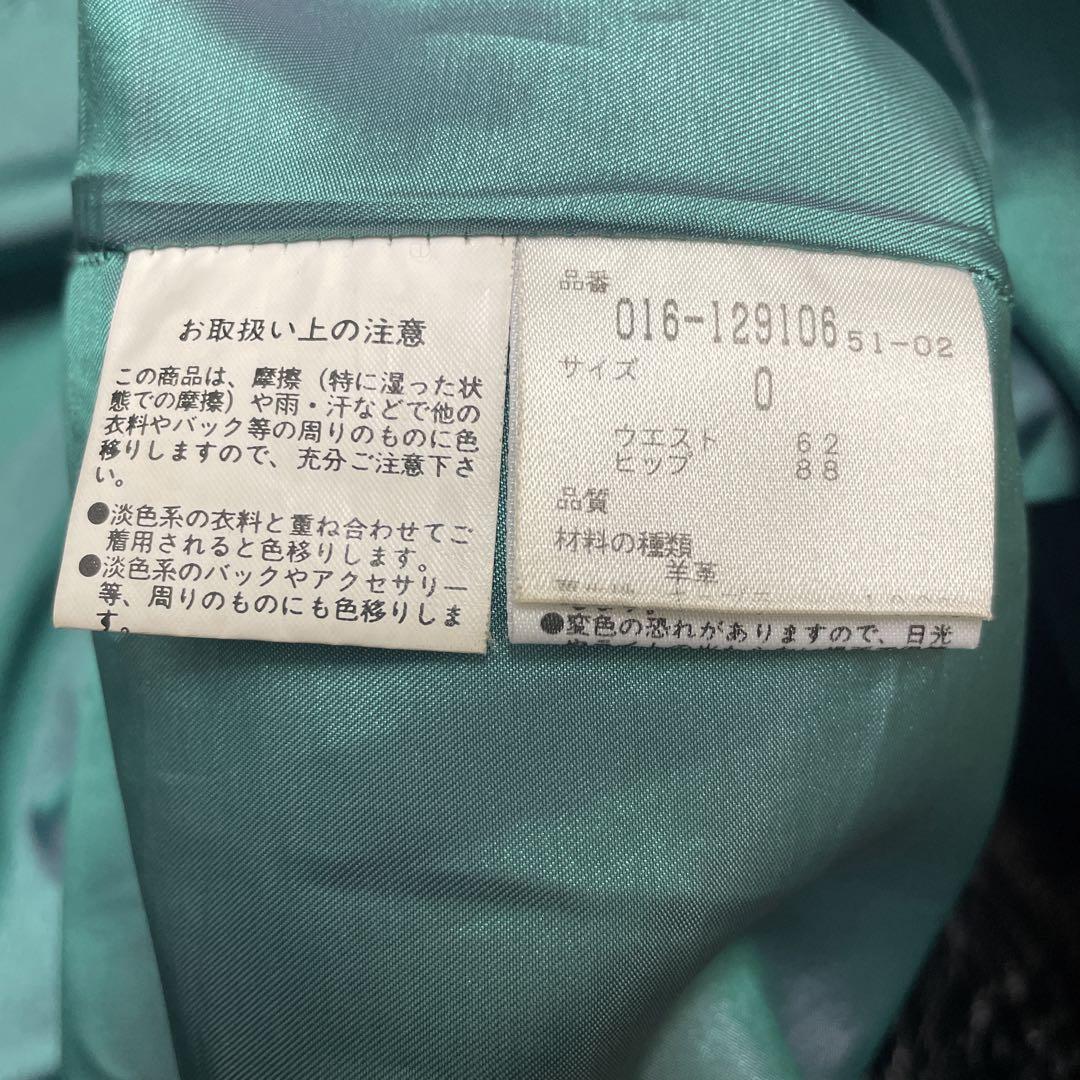 お取扱い上の注意
この商品は、摩擦（特に湿った状
態での摩擦）や雨・汗などで他の
衣料やバック等の周りのものに色
移りしますので、充分ご注意下さ
い。
●淡色系の衣料と重ね合わせてご
着用されると色移りします。
●淡色系のバックやアクセサリー
等、周りのものにも色移りしま
す。
品番
016-129106 51-02
サイズ
0
ウエスト 62
ヒップ 88
品質
材料の種類
羊革
●変色の恐れがありますので、日光